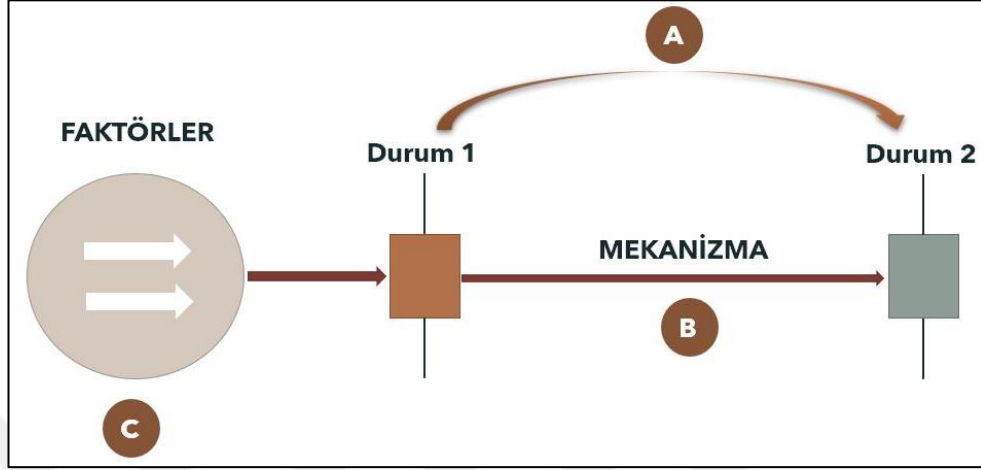 A
FAKTÖRLER
Durum 1
Durum 2
MEKANİZMA
B
C